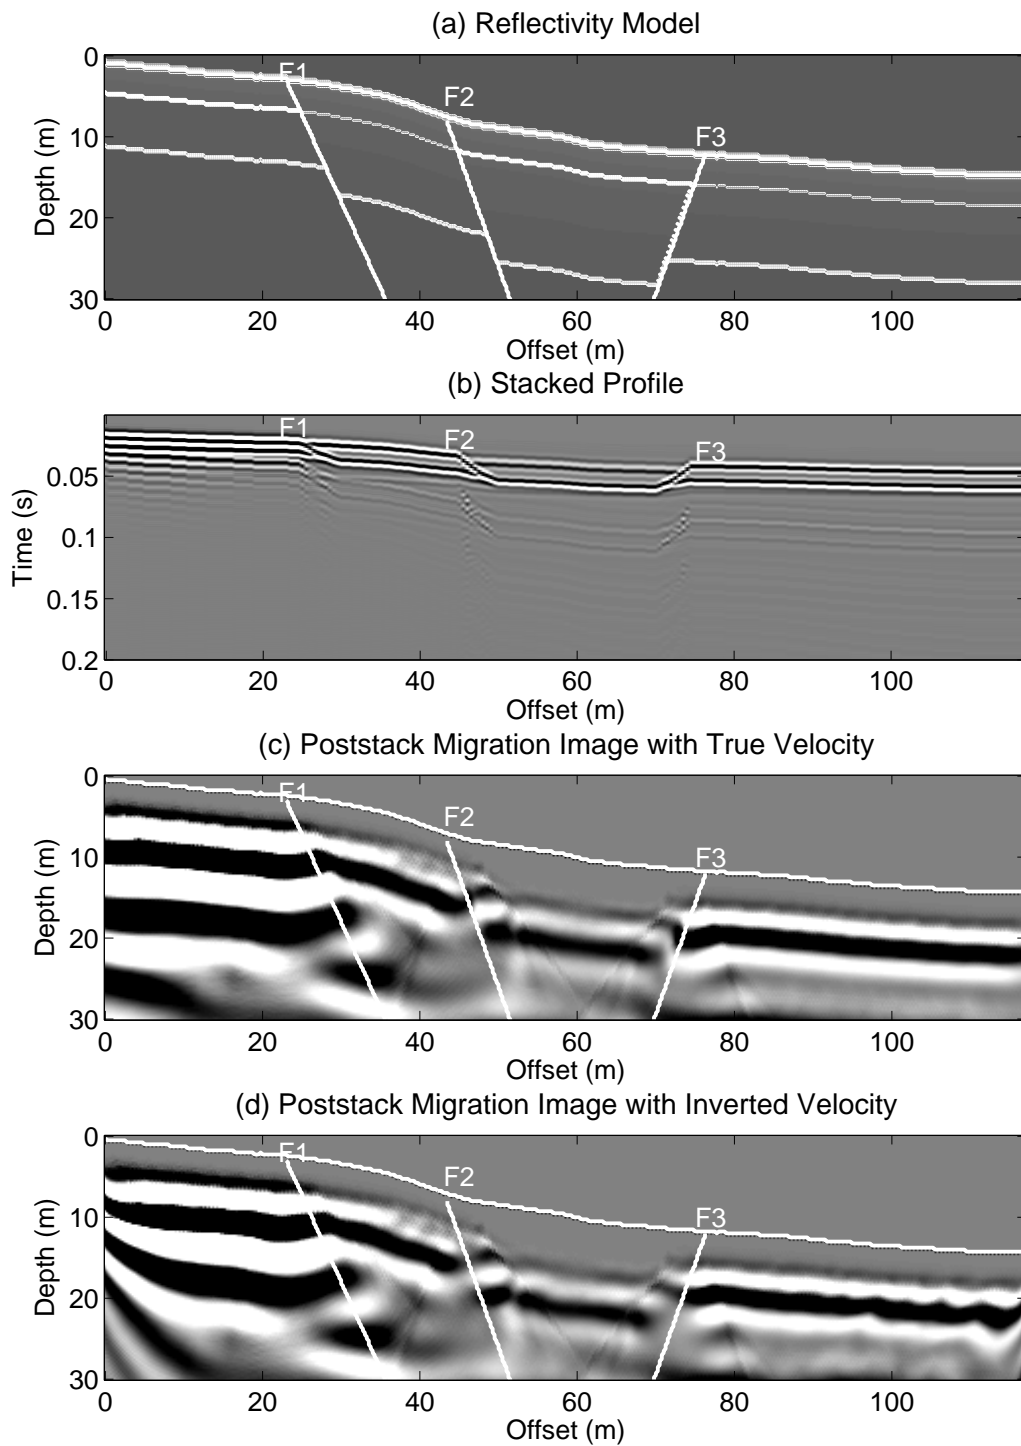 (a) Reflectivity Model
F1
F2
F3
0
10
20
30
Depth (m)
0 20 40 60 80 100
Offset (m)
(b) Stacked Profile
F1
F2
F3
0.05
0.1
0.15
0.2
Time (s)
0 20 40 60 80 100
Offset (m)
(c) Poststack Migration Image with True Velocity
F1
F2
F3
0
10
20
30
Depth (m)
0 20 40 60 80 100
Offset (m)
(d) Poststack Migration Image with Inverted Velocity
F1
F2
F3
0
10
20
30
Depth (m)
0 20 40 60 80 100
Offset (m)